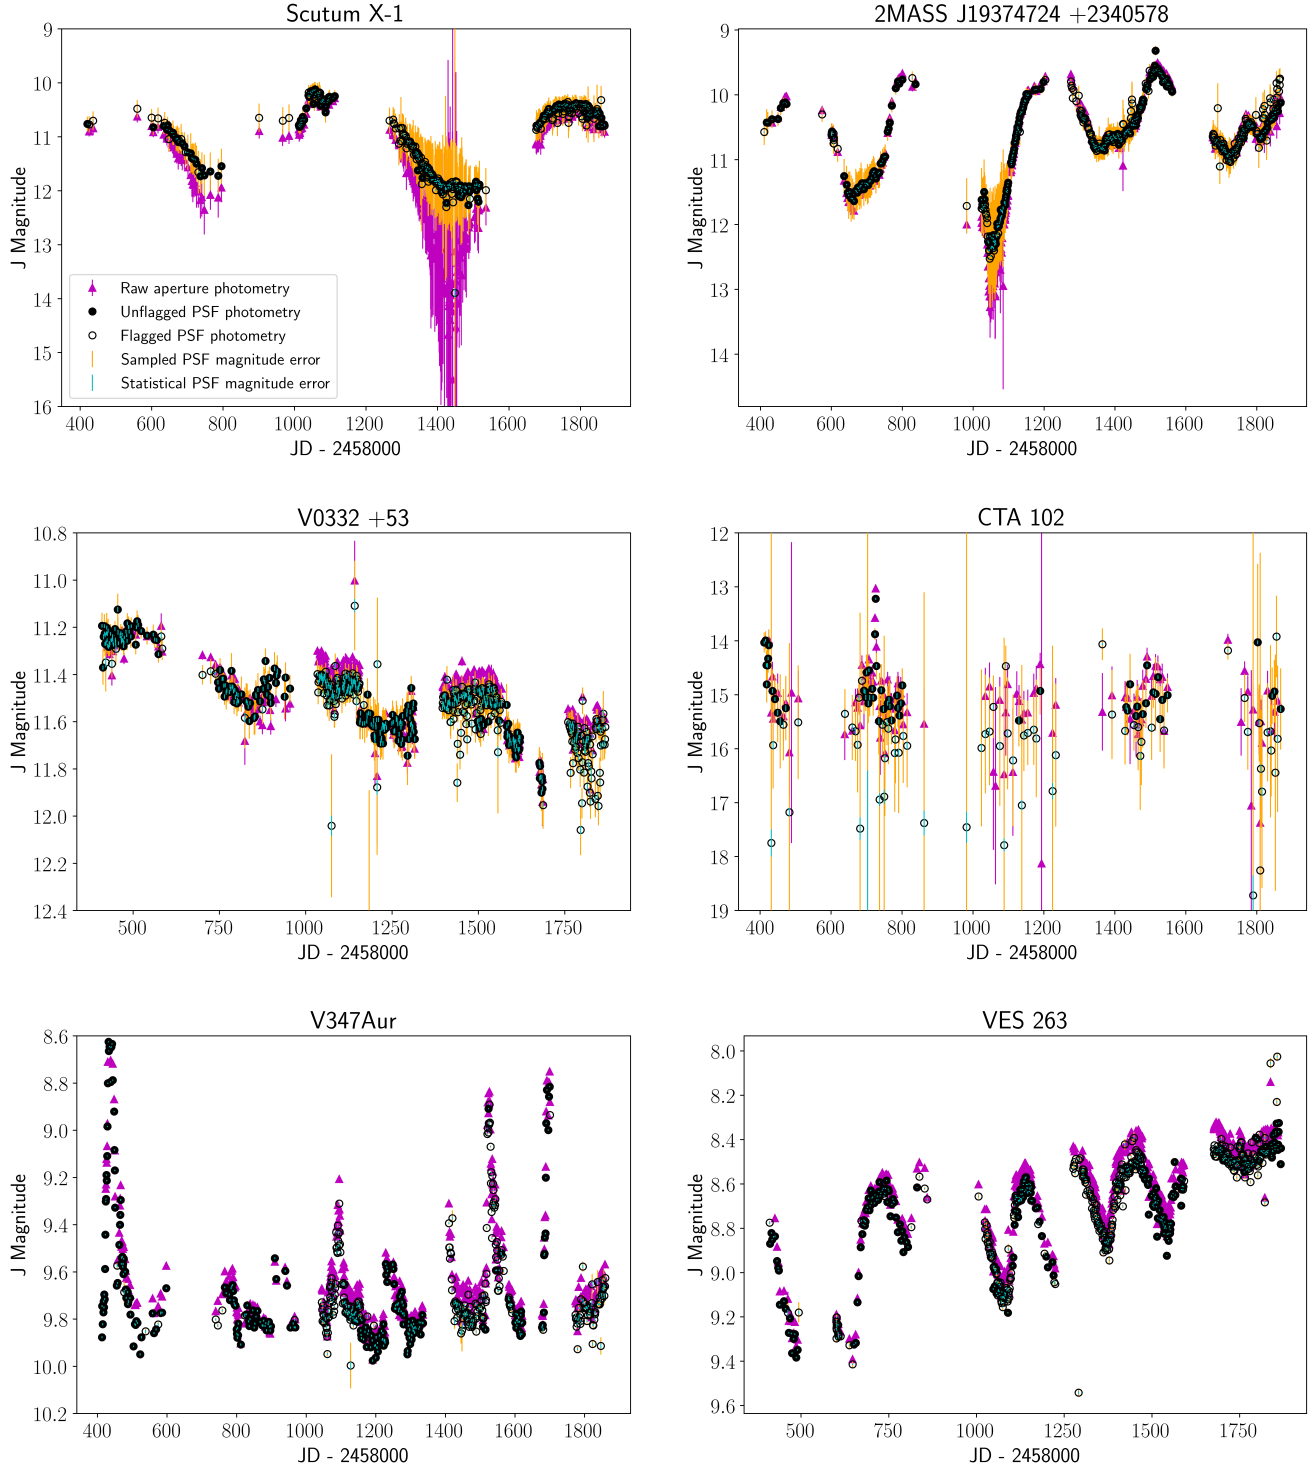 Scutum X-1
9
10
11
12
13
14
15
16
J Magnitude
Raw aperture photometry
Unflagged PSF photometry
Flagged PSF photometry
Sampled PSF magnitude error
Statistical PSF magnitude error
400 600 800 1000 1200 1400 1600 1800
JD - 2458000
2MASS J19374724 +2340578
9
10
11
12
13
14
J Magnitude
400 600 800 1000 1200 1400 1600 1800
JD - 2458000
V0332 +53
10.8
11.0
11.2
11.4
11.6
11.8
12.0
12.2
12.4
J Magnitude
500 750 1000 1250 1500 1750
JD - 2458000
CTA 102
12
13
14
15
16
17
18
19
J Magnitude
400 600 800 1000 1200 1400 1600 1800
JD - 2458000
V347Aur
8.6
8.8
9.0
9.2
9.4
9.6
9.8
10.0
10.2
J Magnitude
400 600 800 1000 1200 1400 1600 1800
JD - 2458000
VES 263
8.0
8.2
8.4
8.6
8.8
9.0
9.2
9.4
9.6
J Magnitude
500 750 1000 1250 1500 1750
JD - 2458000